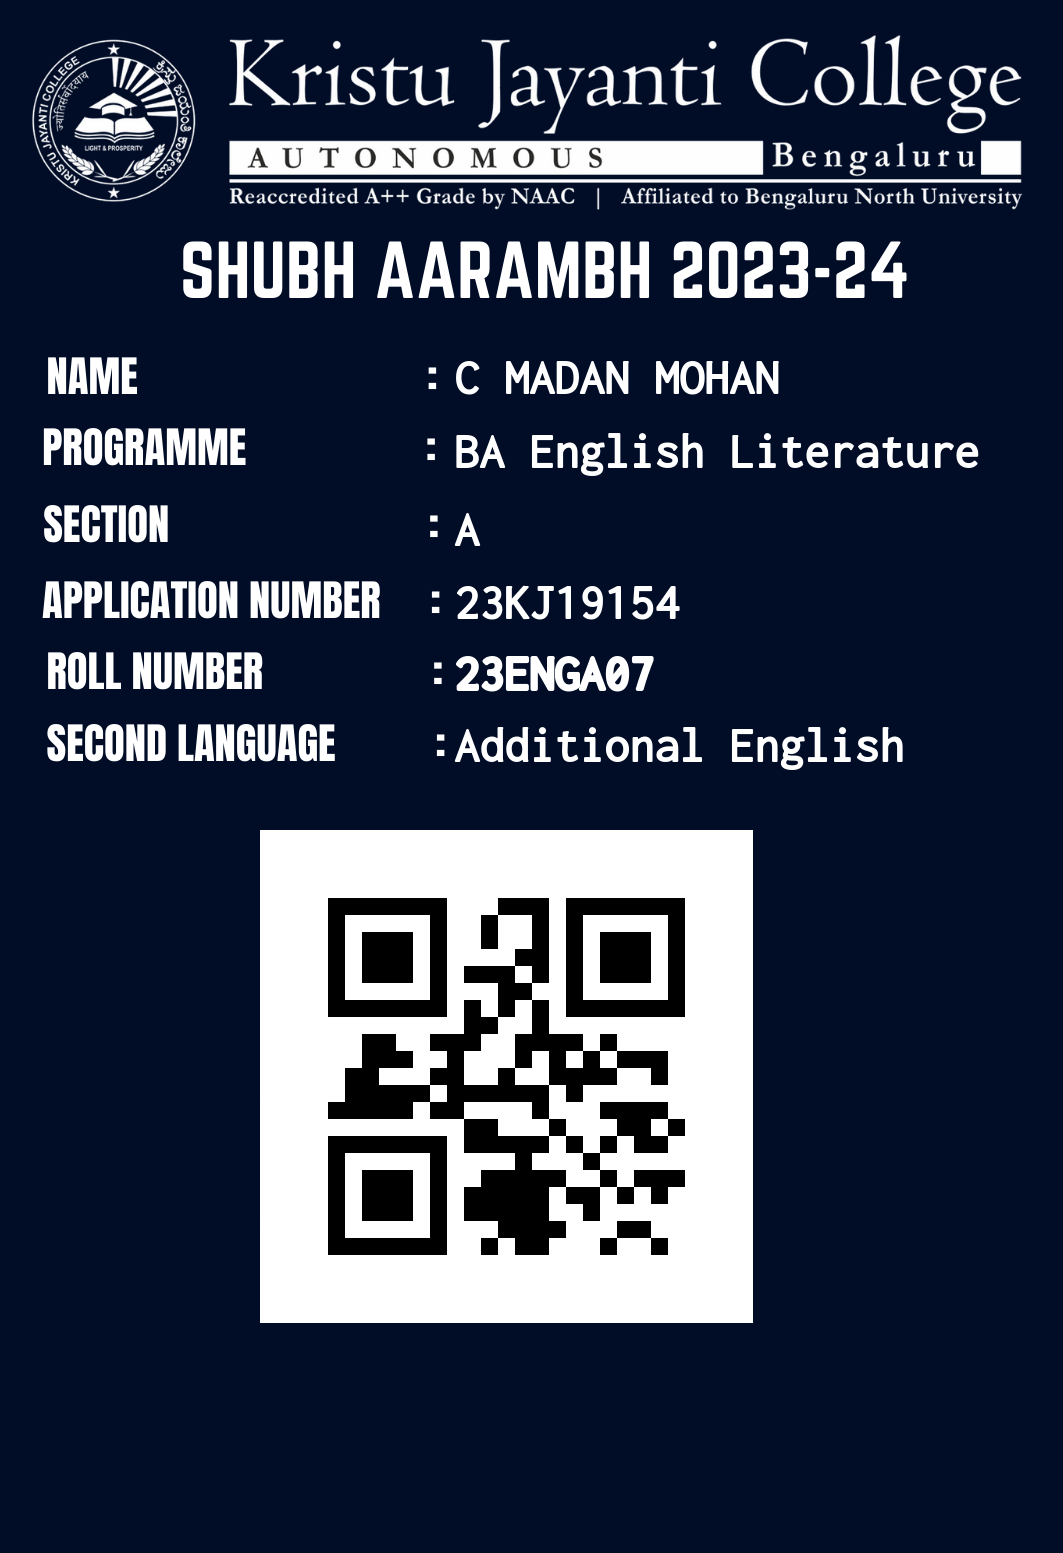 Kristu Jayanti College
AUTONOMOUS Bengaluru
Reaccredited A++ Grade by NAAC | Affiliated to Bengaluru North University
KRISTU JAYANTI COLLEGE
LIGHT & PROSPERITY
SHUBH AARAMBH 2023-24
NAME : C MADAN MOHAN
PROGRAMME : BA English Literature
SECTION : A
APPLICATION NUMBER : 23KJ19154
ROLL NUMBER : 23ENGA07
SECOND LANGUAGE : Additional English